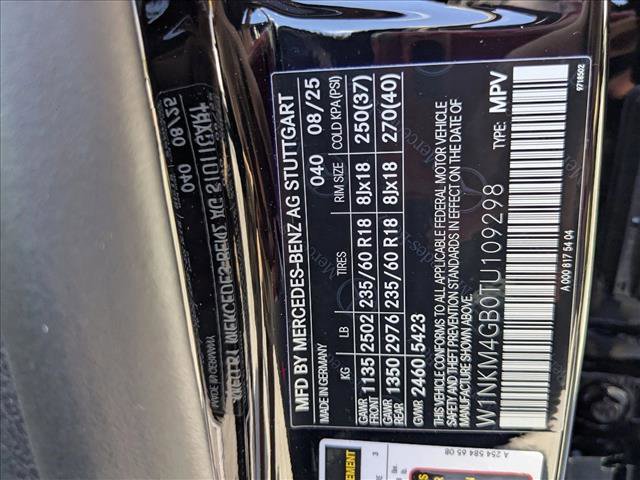 MFD BY MERCEDES-BENZ AG STUTTGART
MADE IN GERMANY 040 08/25
KG LB TIRES RIM SIZE COLD KPA(PSI)
GAWR FRONT 1135 2502 235/60 R18 8Jx18 250(37)
GAWR REAR 1350 2976 235/60 R18 8Jx18 270(40)
GVWR 2460 5423
THIS VEHICLE CONFORMS TO ALL APPLICABLE FEDERAL MOTOR VEHICLE
SAFETY AND THEFT PREVENTION STANDARDS IN EFFECT ON THE DATE OF
MANUFACTURE SHOWN ABOVE.
TYPE: MPV
W1NKM4GB0TU109298
A 000 817 54 04
9718502
A 254 584 65 08
3